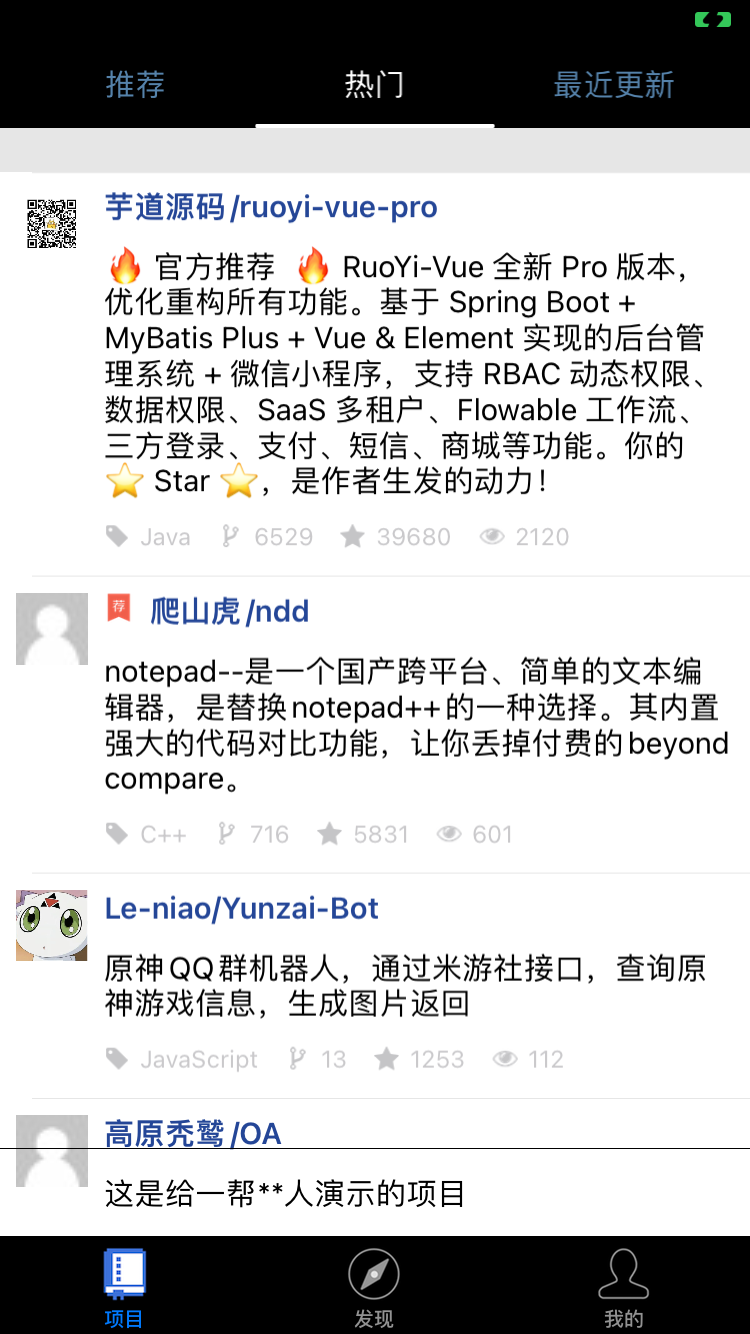 推荐 热门 最近更新
芋道源码/ruoyi-vue-pro
🔥 官方推荐 🔥 RuoYi-Vue 全新 Pro 版本，
优化重构所有功能。基于 Spring Boot +
MyBatis Plus + Vue & Element 实现的后台管
理系统 + 微信小程序，支持 RBAC 动态权限、
数据权限、SaaS 多租户、Flowable 工作流、
三方登录、支付、短信、商城等功能。你的
⭐ Star ⭐，是作者生发的动力！
Java 6529 39680 2120
荐 爬山虎/ndd
notepad--是一个国产跨平台、简单的文本编
辑器，是替换notepad++的一种选择。其内置
强大的代码对比功能，让你丢掉付费的beyond
compare。
C++ 716 5831 601
Le-niao/Yunzai-Bot
原神QQ群机器人，通过米游社接口，查询原
神游戏信息，生成图片返回
JavaScript 13 1253 112
高原秃鹫/OA
这是给一帮**人演示的项目
项目 发现 我的